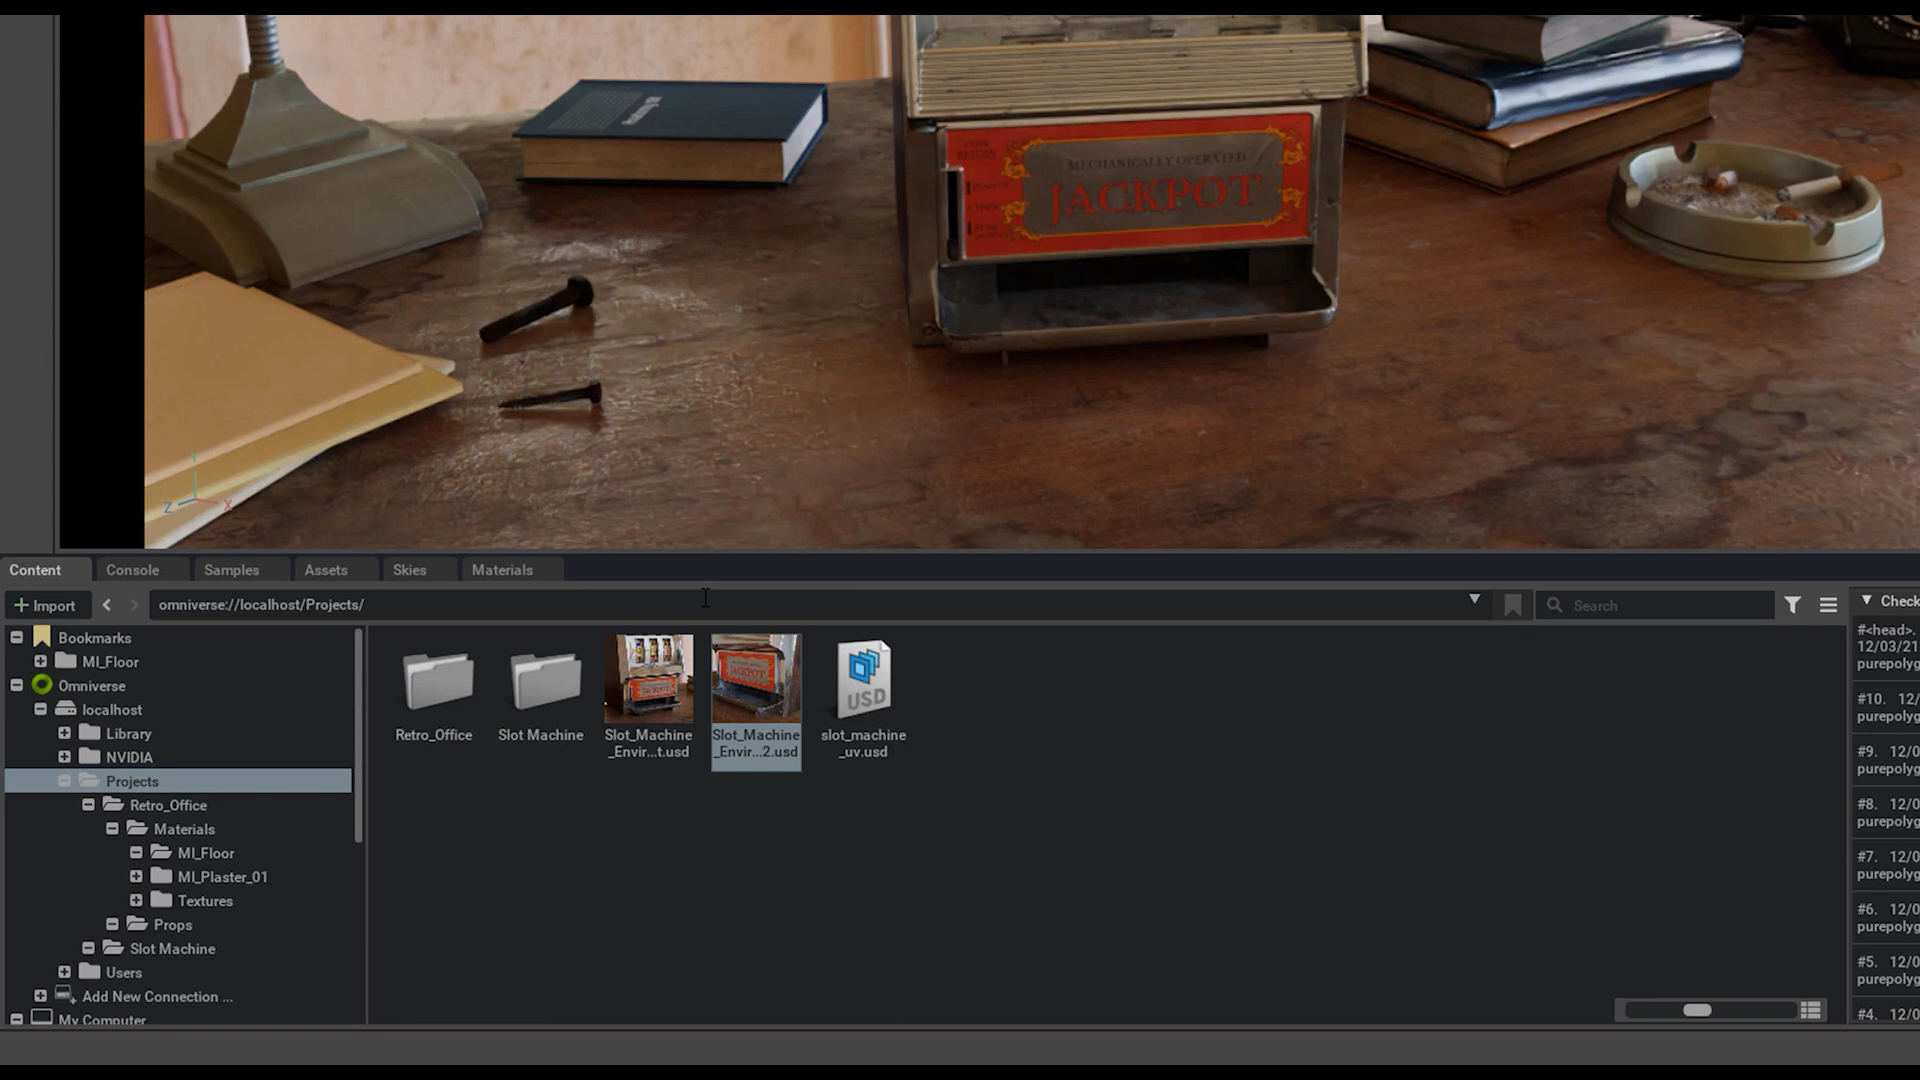 COIN
RETURN
MECHANICALLY OPERATED
JACKPOT
Z
X
Y
Content
Console
Samples
Assets
Skies
Materials
+ Import
omniverse://localhost/Projects/
Search
Bookmarks
MI_Floor
Omniverse
localhost
Library
NVIDIA
Projects
Retro_Office
Materials
MI_Floor
MI_Plaster_01
Textures
Props
Slot Machine
Users
Add New Connection ...
My Computer
Retro_Office
Slot Machine
Slot_Machine
_Envir...t.usd
Slot_Machine
_Envir...2.usd
USD
slot_machine
_uv.usd
Check
#<head>.
12/03/21
purepolyg
#10. 12/
purepolyg
#9. 12/0
purepolyg
#8. 12/0
purepolyg
#7. 12/0
purepolyg
#6. 12/0
purepolyg
#5. 12/0
purepolyg
#4. 12/0